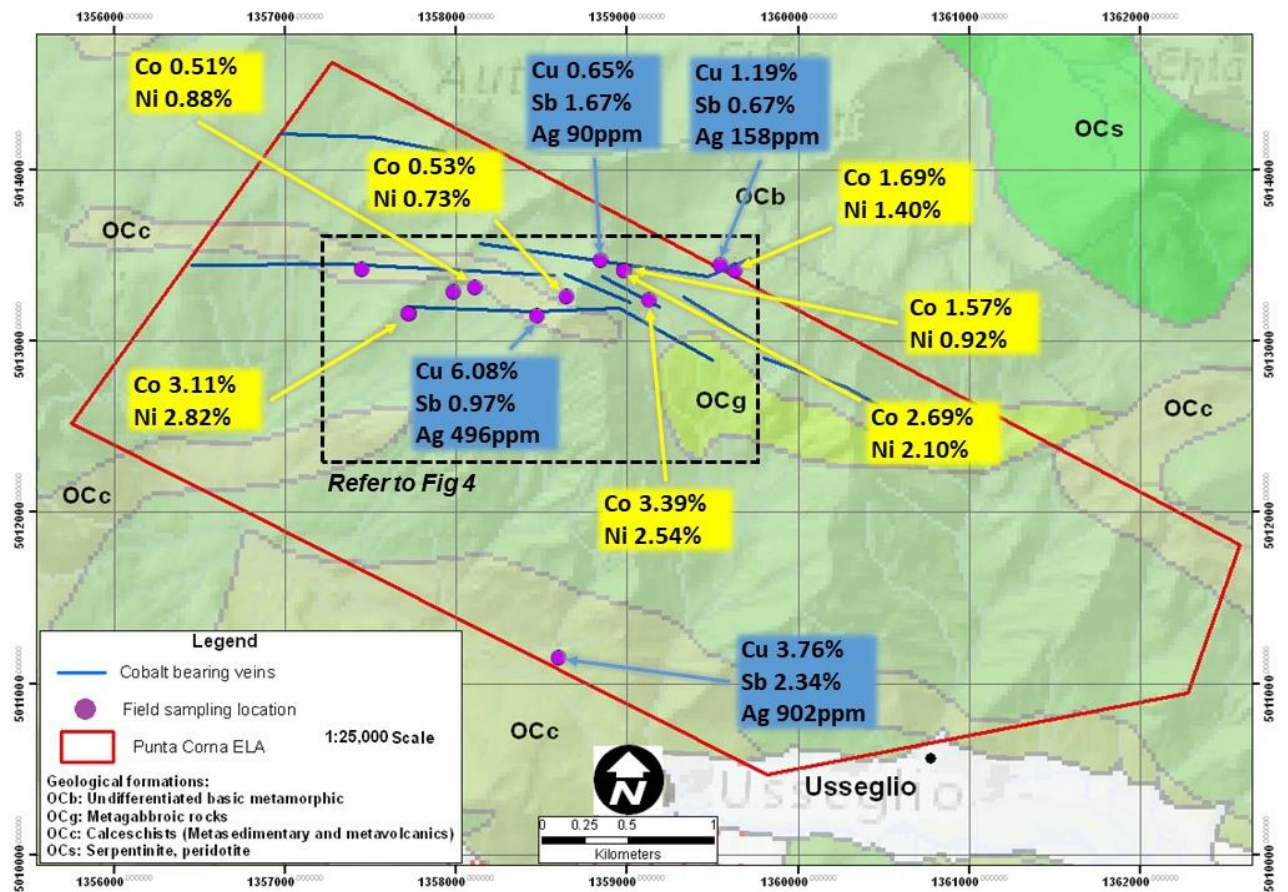 1356000 1357000 1358000 1359000 1360000 1361000 1362000
Co 0.51%
Ni 0.88%
Cu 0.65%
Sb 1.67%
Ag 90ppm
Cu 1.19%
Sb 0.67%
Ag 158ppm
OCs
5014000
5014000
Co 0.53%
Ni 0.73%
Co 1.69%
Ni 1.40%
OCb
OCc
Co 1.57%
Ni 0.92%
5013000
5013000
Co 3.11%
Ni 2.82%
Cu 6.08%
Sb 0.97%
Ag 496ppm
OCg
Co 2.69%
Ni 2.10%
OCc
OCc
Refer to Fig 4
Co 3.39%
Ni 2.54%
5012000
5012000
Cu 3.76%
Sb 2.34%
Ag 902ppm
5011000
5011000
OCc
Legend
Cobalt bearing veins
Field sampling location
Punta Corna ELA
1:25,000 Scale
Geological formations:
OCb: Undifferentiated basic metamorphic
OCg: Metagabbroic rocks
OCc: Calceschists (Metasedimentary and metavolcanics)
OCs: Serpentinite, peridotite
N
0 0.25 0.5 1
Kilometers
Usseglio
Usseglio
5010000
5010000
1356000 1357000 1358000 1359000 1360000 1361000 1362000